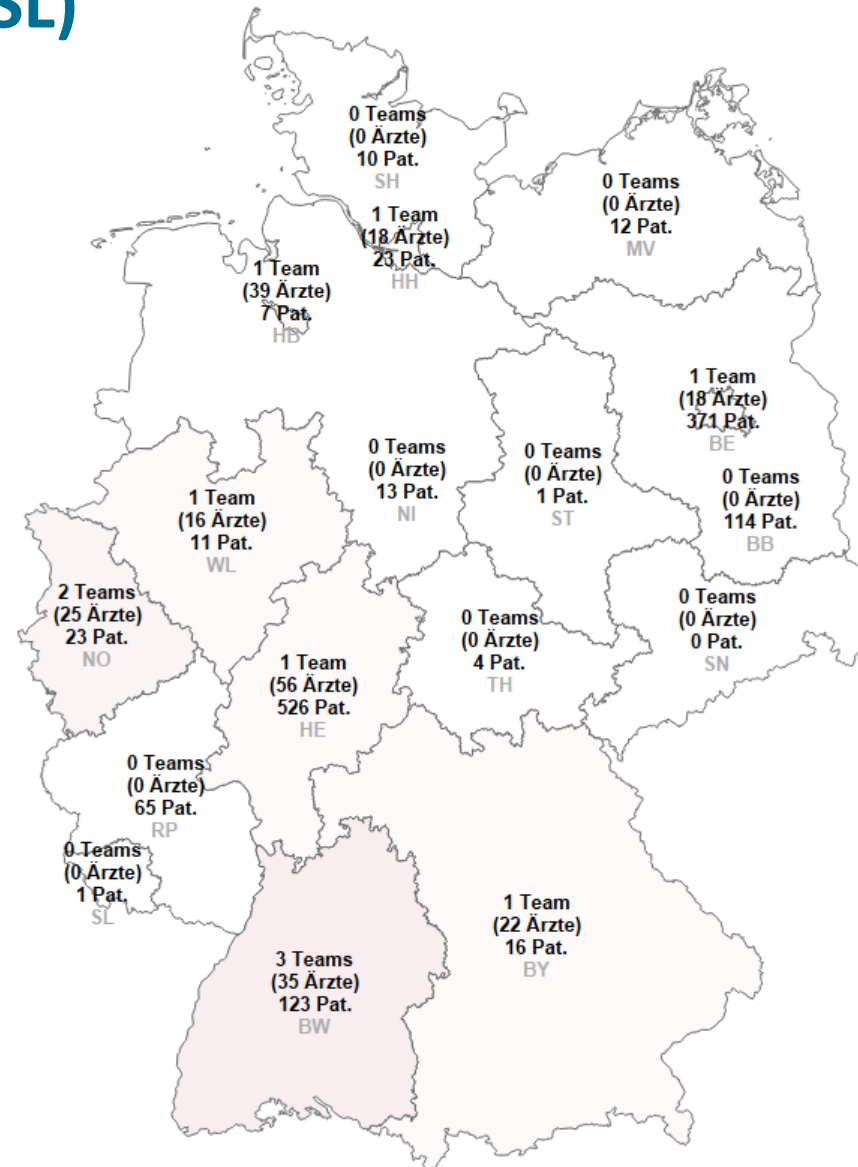 SL)
0 Teams
(0 Ärzte)
10 Pat.
SH
0 Teams
(0 Ärzte)
12 Pat.
MV
1 Team
(18 Ärzte)
23 Pat.
HH
1 Team
(39 Ärzte)
7 Pat.
HB
1 Team
(18 Ärzte)
371 Pat.
BE
0 Teams
(0 Ärzte)
13 Pat.
NI
0 Teams
(0 Ärzte)
1 Pat.
ST
0 Teams
(0 Ärzte)
114 Pat.
BB
1 Team
(16 Ärzte)
11 Pat.
WL
2 Teams
(25 Ärzte)
23 Pat.
NO
0 Teams
(0 Ärzte)
4 Pat.
TH
0 Teams
(0 Ärzte)
0 Pat.
SN
1 Team
(56 Ärzte)
526 Pat.
HE
0 Teams
(0 Ärzte)
65 Pat.
RP
0 Teams
(0 Ärzte)
1 Pat.
SL
1 Team
(22 Ärzte)
16 Pat.
BY
3 Teams
(35 Ärzte)
123 Pat.
BW